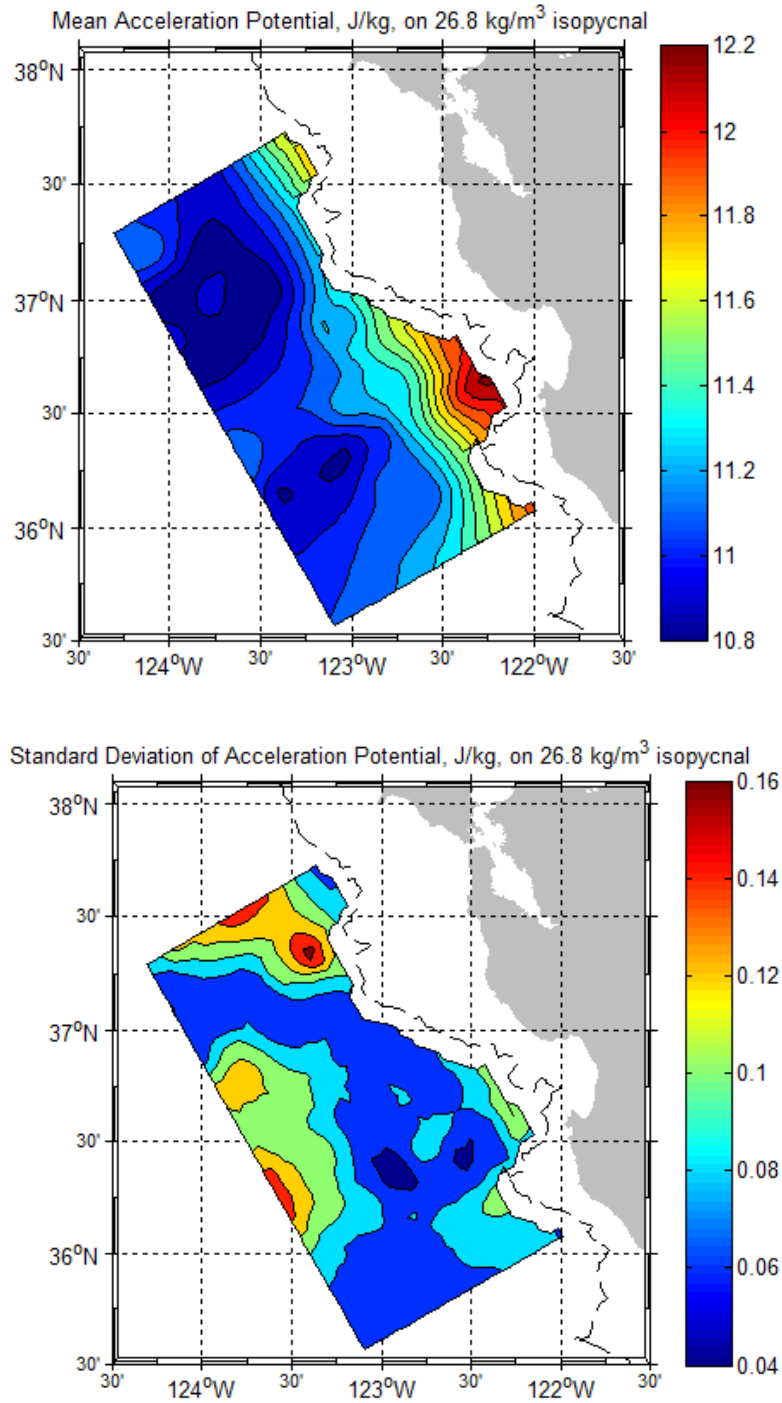 Mean Acceleration Potential, J/kg, on 26.8 kg/m³ isopycnal
38°N
30'
37°N
30'
36°N
30'
30' 124°W 30' 123°W 30' 122°W 30'
12.2
12
11.8
11.6
11.4
11.2
11
10.8
Standard Deviation of Acceleration Potential, J/kg, on 26.8 kg/m³ isopycnal
38°N
30'
37°N
30'
36°N
30'
124°W 30' 123°W 30' 122°W 30'
0.16
0.14
0.12
0.1
0.08
0.06
0.04